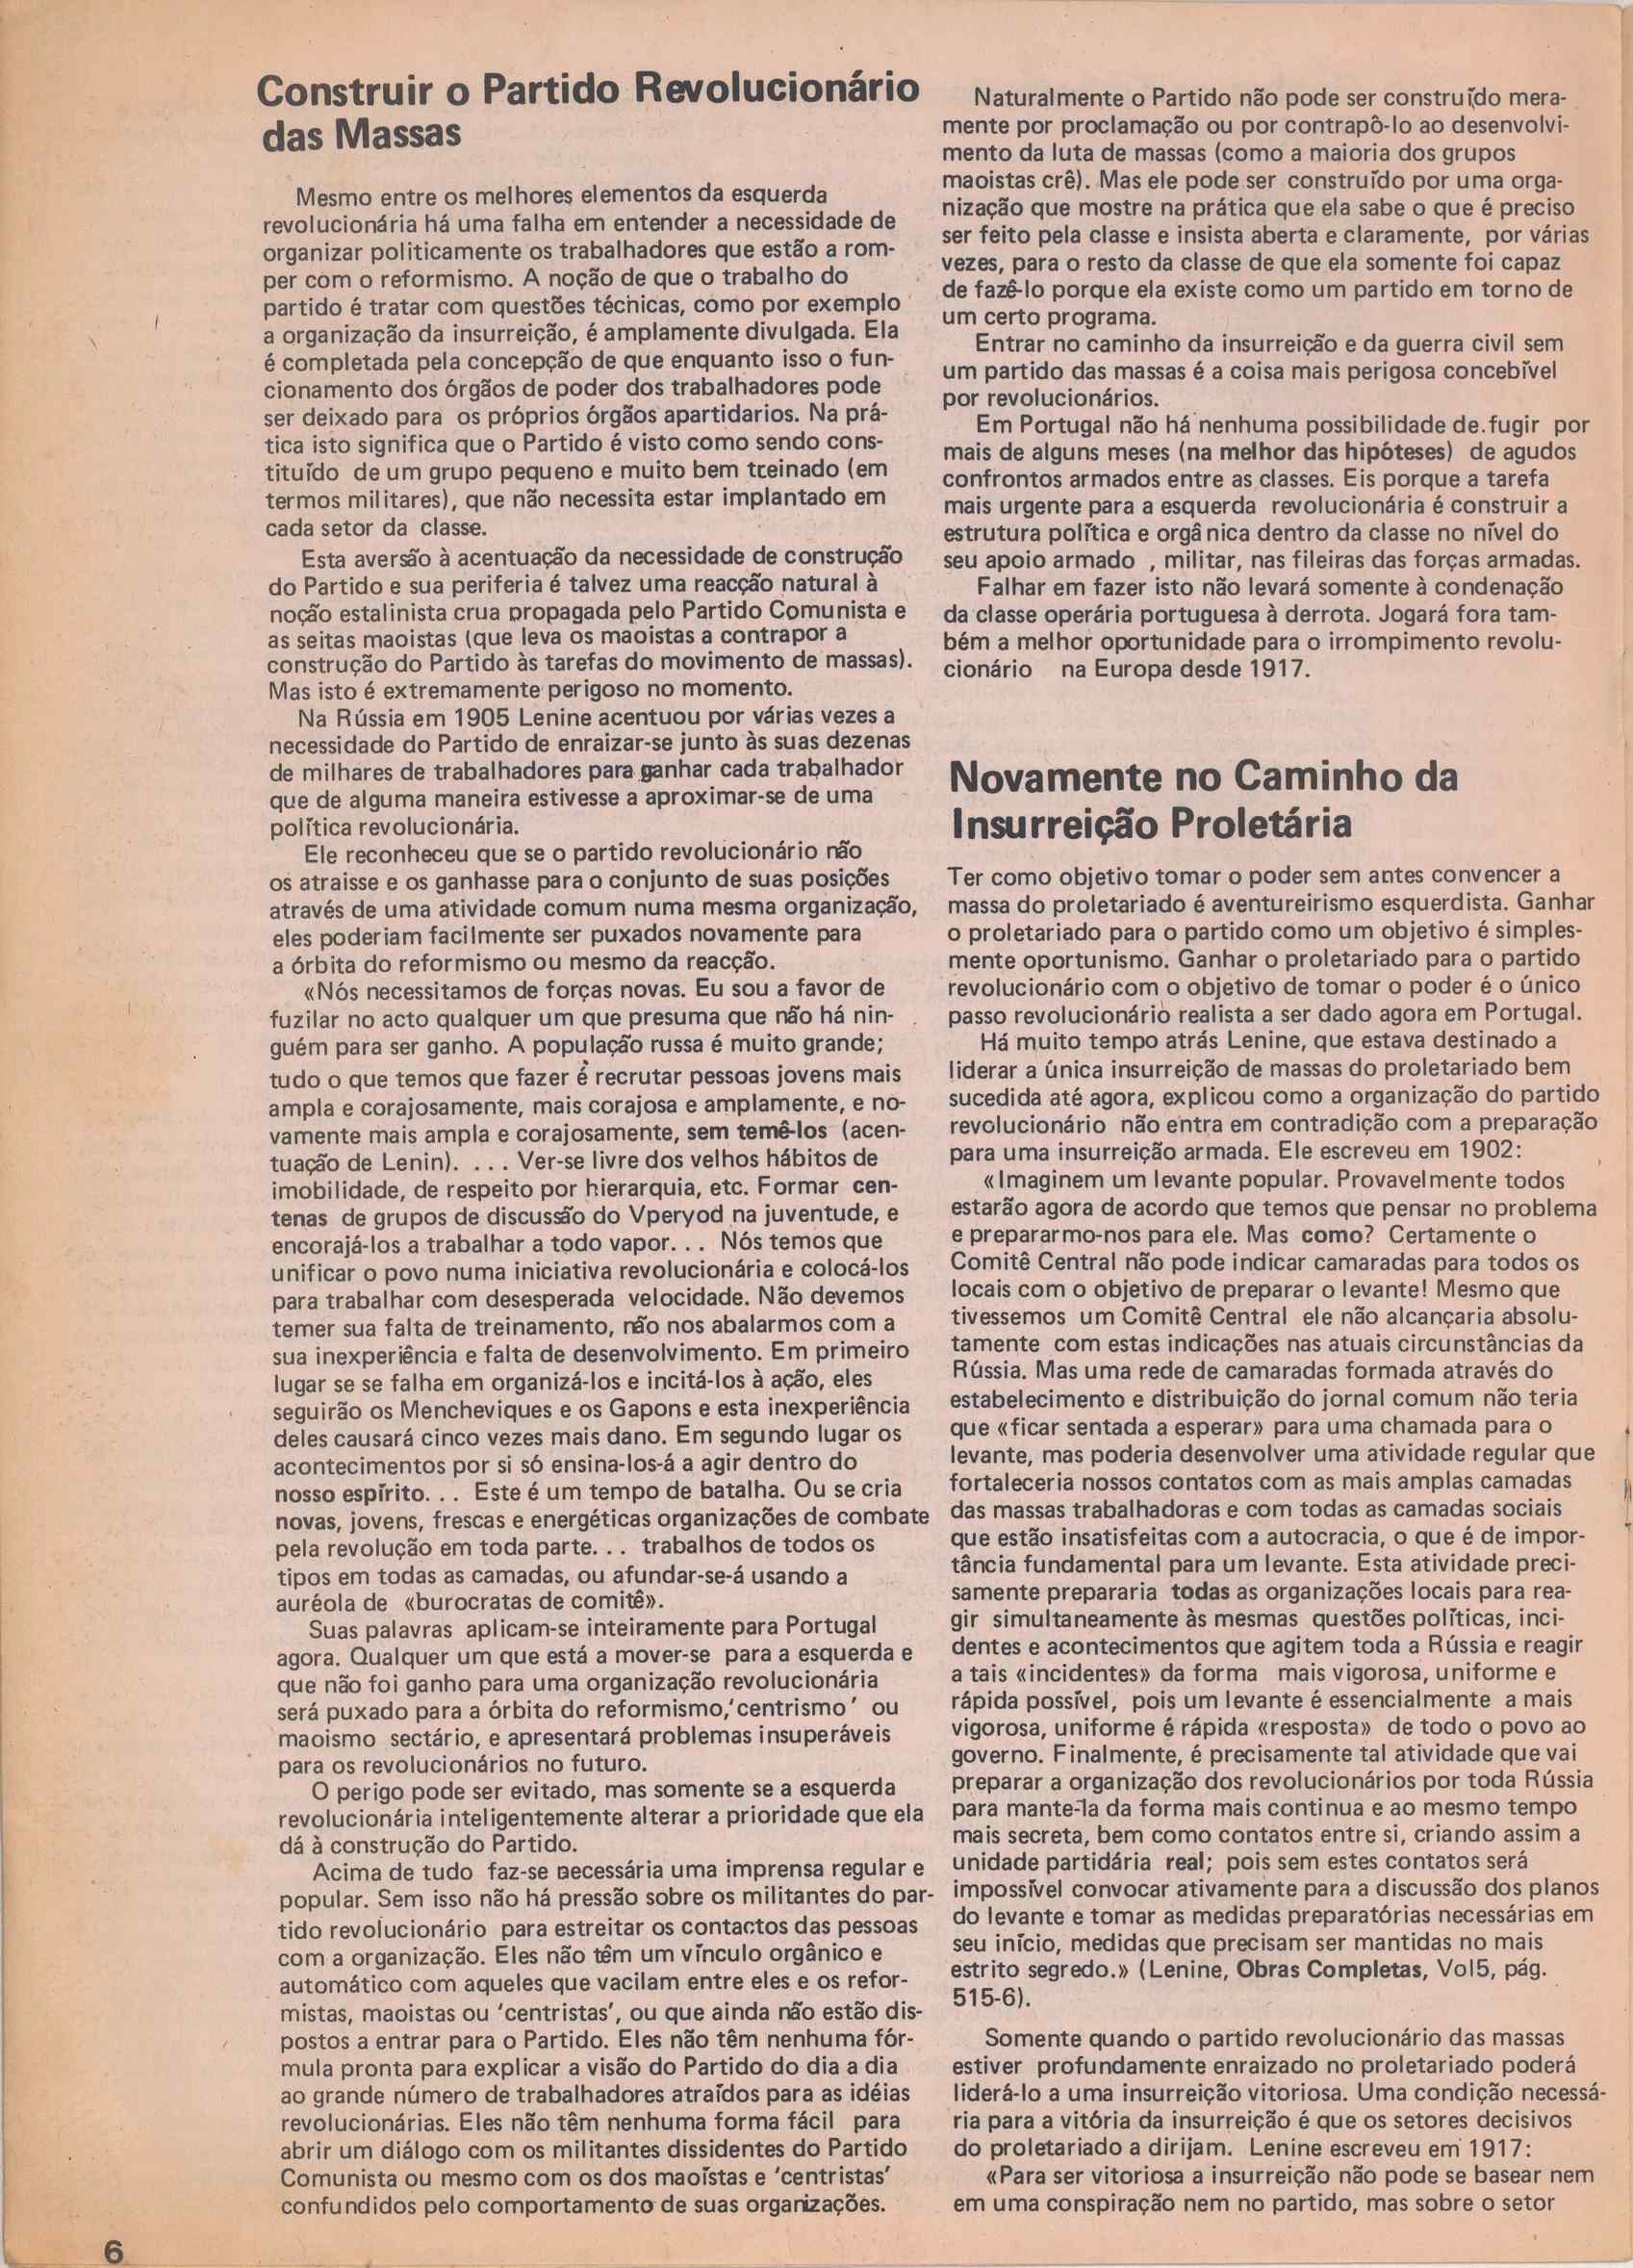 Construir o Partido Revolucionário
das Massas
Mesmo entre os melhores elementos da esquerda
revolucionária há uma falha em entender a necessidade de
organizar politicamente os trabalhadores que estão a rom-
per com o reformismo. A noção de que o trabalho do
partido é tratar com questões técnicas, como por exemplo
a organização da insurreição, é amplamente divulgada. Ela
é completada pela concepção de que enquanto isso o fun-
cionamento dos órgãos de poder dos trabalhadores pode
ser deixado para os próprios órgãos apartidarios. Na prá-
tica isto significa que o Partido é visto como sendo cons-
tituído de um grupo pequeno e muito bem treinado (em
termos militares), que não necessita estar implantado em
cada setor da classe.
Esta aversão à acentuação da necessidade de construção
do Partido e sua periferia é talvez uma reacção natural à
noção estalinista crua propagada pelo Partido Comunista e
as seitas maoistas (que leva os maoistas a contrapor a
construção do Partido às tarefas do movimento de massas).
Mas isto é extremamente perigoso no momento.
Na Rússia em 1905 Lenine acentuou por várias vezes a
necessidade do Partido de enraizar-se junto às suas dezenas
de milhares de trabalhadores para ganhar cada trabalhador
que de alguma maneira estivesse a aproximar-se de uma
política revolucionária.
Ele reconheceu que se o partido revolucionário não
os atraisse e os ganhasse para o conjunto de suas posições
através de uma atividade comum numa mesma organização,
eles poderiam facilmente ser puxados novamente para
a órbita do reformismo ou mesmo da reacção.
«Nós necessitamos de forças novas. Eu sou a favor de
fuzilar no acto qualquer um que presuma que não há nin-
guém para ser ganho. A população russa é muito grande;
tudo o que temos que fazer é recrutar pessoas jovens mais
ampla e corajosamente, mais corajosa e amplamente, e no-
vamente mais ampla e corajosamente, sem temê-los (acen-
tuação de Lenin). ... Ver-se livre dos velhos hábitos de
imobilidade, de respeito por hierarquia, etc. Formar cen-
tenas de grupos de discussão do Vperyod na juventude, e
encorajá-los a trabalhar a todo vapor... Nós temos que
unificar o povo numa iniciativa revolucionária e colocá-los
para trabalhar com desesperada velocidade. Não devemos
temer sua falta de treinamento, não nos abalarmos com a
sua inexperiência e falta de desenvolvimento. Em primeiro
lugar se se falha em organizá-los e incitá-los à ação, eles
seguirão os Mencheviques e os Gapons e esta inexperiência
deles causará cinco vezes mais dano. Em segundo lugar os
acontecimentos por si só ensina-los-á a agir dentro do
nosso espírito... Este é um tempo de batalha. Ou se cria
novas, jovens, frescas e energéticas organizações de combate
pela revolução em toda parte... trabalhos de todos os
tipos em todas as camadas, ou afundar-se-á usando a
auréola de «burocratas de comitê».
Suas palavras aplicam-se inteiramente para Portugal
agora. Qualquer um que está a mover-se para a esquerda e
que não foi ganho para uma organização revolucionária
será puxado para a órbita do reformismo,'centrismo' ou
maoismo sectário, e apresentará problemas insuperáveis
para os revolucionários no futuro.
O perigo pode ser evitado, mas somente se a esquerda
revolucionária inteligentemente alterar a prioridade que ela
dá à construção do Partido.
Acima de tudo faz-se necessária uma imprensa regular e
popular. Sem isso não há pressão sobre os militantes do par-
tido revolucionário para estreitar os contactos das pessoas
com a organização. Eles não têm um vínculo orgânico e
automático com aqueles que vacilam entre eles e os refor-
mistas, maoistas ou 'centristas', ou que ainda não estão dis-
postos a entrar para o Partido. Eles não têm nenhuma fór-
mula pronta para explicar a visão do Partido do dia a dia
ao grande número de trabalhadores atraídos para as idéias
revolucionárias. Eles não têm nenhuma forma fácil para
abrir um diálogo com os militantes dissidentes do Partido
Comunista ou mesmo com os dos maoístas e 'centristas'
confundidos pelo comportamento de suas organizações.
Naturalmente o Partido não pode ser construído mera-
mente por proclamação ou por contrapô-lo ao desenvolvi-
mento da luta de massas (como a maioria dos grupos
maoistas crê). Mas ele pode ser construído por uma orga-
nização que mostre na prática que ela sabe o que é preciso
ser feito pela classe e insista aberta e claramente, por várias
vezes, para o resto da classe de que ela somente foi capaz
de fazê-lo porque ela existe como um partido em torno de
um certo programa.
Entrar no caminho da insurreição e da guerra civil sem
um partido das massas é a coisa mais perigosa concebível
por revolucionários.
Em Portugal não há nenhuma possibilidade de.fugir por
mais de alguns meses (na melhor das hipóteses) de agudos
confrontos armados entre as classes. Eis porque a tarefa
mais urgente para a esquerda revolucionária é construir a
estrutura política e orgânica dentro da classe no nível do
seu apoio armado , militar, nas fileiras das forças armadas.
Falhar em fazer isto não levará somente à condenação
da classe operária portuguesa à derrota. Jogará fora tam-
bém a melhor oportunidade para o irrompimento revolu-
cionário na Europa desde 1917.
Novamente no Caminho da
Insurreição Proletária
Ter como objetivo tomar o poder sem antes convencer a
massa do proletariado é aventureirismo esquerdista. Ganhar
o proletariado para o partido como um objetivo é simples-
mente oportunismo. Ganhar o proletariado para o partido
revolucionário com o objetivo de tomar o poder é o único
passo revolucionário realista a ser dado agora em Portugal.
Há muito tempo atrás Lenine, que estava destinado a
liderar a única insurreição de massas do proletariado bem
sucedida até agora, explicou como a organização do partido
revolucionário não entra em contradição com a preparação
para uma insurreição armada. Ele escreveu em 1902:
«Imaginem um levante popular. Provavelmente todos
estarão agora de acordo que temos que pensar no problema
e prepararmo-nos para ele. Mas como? Certamente o
Comitê Central não pode indicar camaradas para todos os
locais com o objetivo de preparar o levante! Mesmo que
tivessemos um Comitê Central ele não alcançaria absolu-
tamente com estas indicações nas atuais circunstâncias da
Rússia. Mas uma rede de camaradas formada através do
estabelecimento e distribuição do jornal comum não teria
que «ficar sentada a esperar» para uma chamada para o
levante, mas poderia desenvolver uma atividade regular que
fortaleceria nossos contatos com as mais amplas camadas
das massas trabalhadoras e com todas as camadas sociais
que estão insatisfeitas com a autocracia, o que é de impor-
tância fundamental para um levante. Esta atividade preci-
samente prepararia todas as organizações locais para rea-
gir simultaneamente às mesmas questões políticas, inci-
dentes e acontecimentos que agitem toda a Rússia e reagir
a tais «incidentes» da forma mais vigorosa, uniforme e
rápida possível, pois um levante é essencialmente a mais
vigorosa, uniforme é rápida «resposta» de todo o povo ao
governo. Finalmente, é precisamente tal atividade que vai
preparar a organização dos revolucionários por toda Rússia
para mante-la da forma mais continua e ao mesmo tempo
mais secreta, bem como contatos entre si, criando assim a
unidade partidária real; pois sem estes contatos será
impossível convocar ativamente para a discussão dos planos
do levante e tomar as medidas preparatórias necessárias em
seu início, medidas que precisam ser mantidas no mais
estrito segredo.» (Lenine, Obras Completas, Vol5, pág.
515-6).
Somente quando o partido revolucionário das massas
estiver profundamente enraizado no proletariado poderá
liderá-lo a uma insurreição vitoriosa. Uma condição necessá-
ria para a vitória da insurreição é que os setores decisivos
do proletariado a dirijam. Lenine escreveu em 1917:
«Para ser vitoriosa a insurreição não pode se basear nem
em uma conspiração nem no partido, mas sobre o setor
6